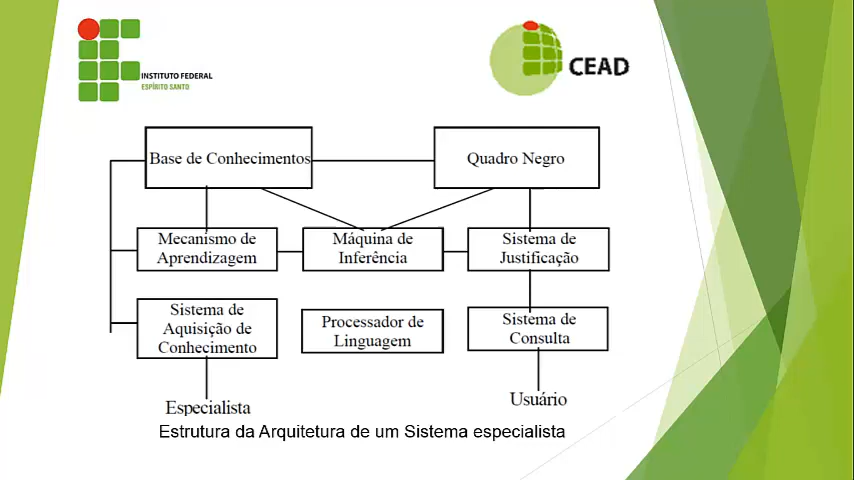 INSTITUTO FEDERAL
ESPÍRITO SANTO
CEAD
Base de Conhecimentos
Quadro Negro
Mecanismo de
Aprendizagem
Máquina de
Inferência
Sistema de
Justificação
Sistema de
Aquisição de
Conhecimento
Processador de
Linguagem
Sistema de
Consulta
Especialista
Usuário
Estrutura da Arquitetura de um Sistema especialista